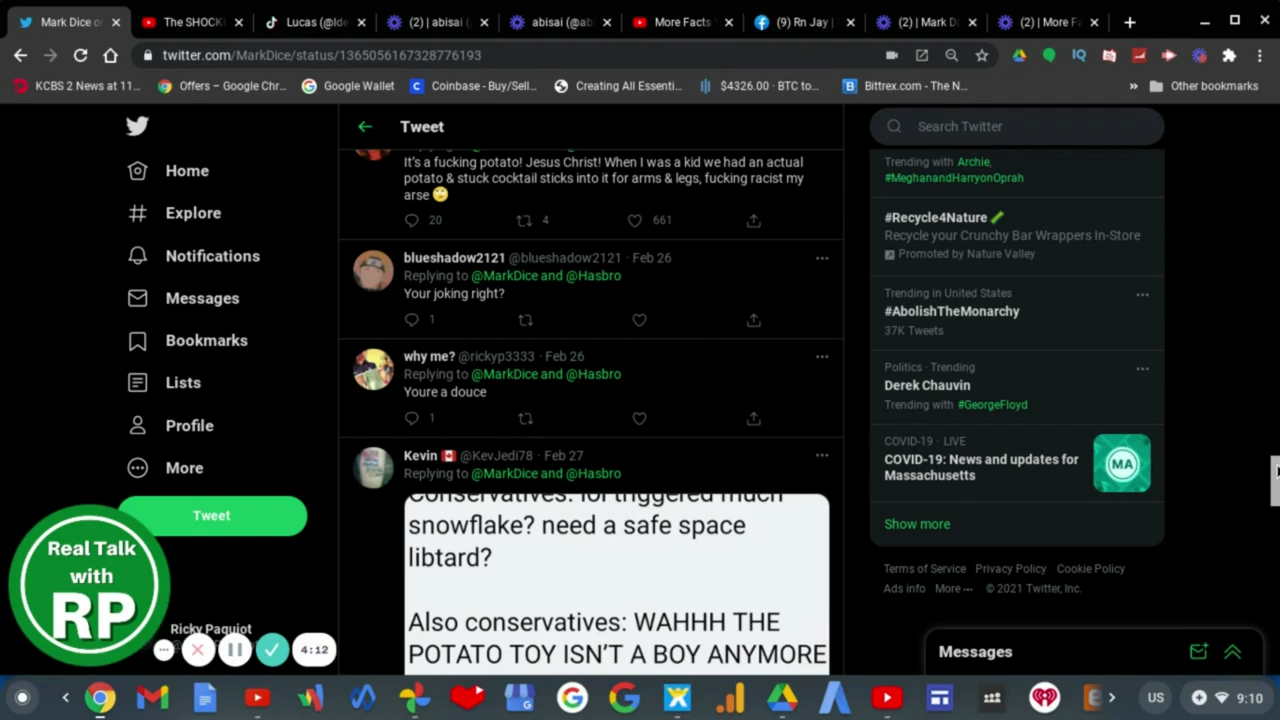 Mark Dice o
The SHOCK
Lucas (@Ide
(2) | abisai (
abisai (@ab
More Facts
(9) Rn Jay |
(2) | Mark D
(2) | More Fa
twitter.com/MarkDice/status/1365056167328776193
KCBS 2 News at 11...
Offers – Google Chr...
Google Wallet
Coinbase - Buy/Sell...
Creating All Essenti...
$4326.00 · BTC to...
Bittrex.com - The N...
Other bookmarks
Home
Explore
Notifications
Messages
Bookmarks
Lists
Profile
More
Tweet
Real Talk
with
RP
Ricky Paquiot
4:12
Tweet
It's a fucking potato! Jesus Christ! When I was a kid we had an actual
potato & stuck cocktail sticks into it for arms & legs, fucking racist my
arse 🙄
20 4 661
blueshadow2121 @blueshadow2121 · Feb 26
Replying to @MarkDice and @Hasbro
Your joking right?
1
why me? @rickyp3333 · Feb 26
Replying to @MarkDice and @Hasbro
Youre a douce
1
Kevin 🇨🇦 @KevJedi78 · Feb 27
Replying to @MarkDice and @Hasbro
Conservatives: lol triggered much
snowflake? need a safe space
libtard?
Also conservatives: WAHHH THE
POTATO TOY ISN'T A BOY ANYMORE
Search Twitter
Trending with Archie,
#MeghanandHarryonOprah
#Recycle4Nature
Recycle your Crunchy Bar Wrappers In-Store
Promoted by Nature Valley
Trending in United States
#AbolishTheMonarchy
37K Tweets
Politics · Trending
Derek Chauvin
Trending with #GeorgeFloyd
COVID-19 · LIVE
COVID-19: News and updates for
Massachusetts
MA
Show more
Terms of Service Privacy Policy Cookie Policy
Ads info More ··· © 2021 Twitter, Inc.
Messages
US
9:10